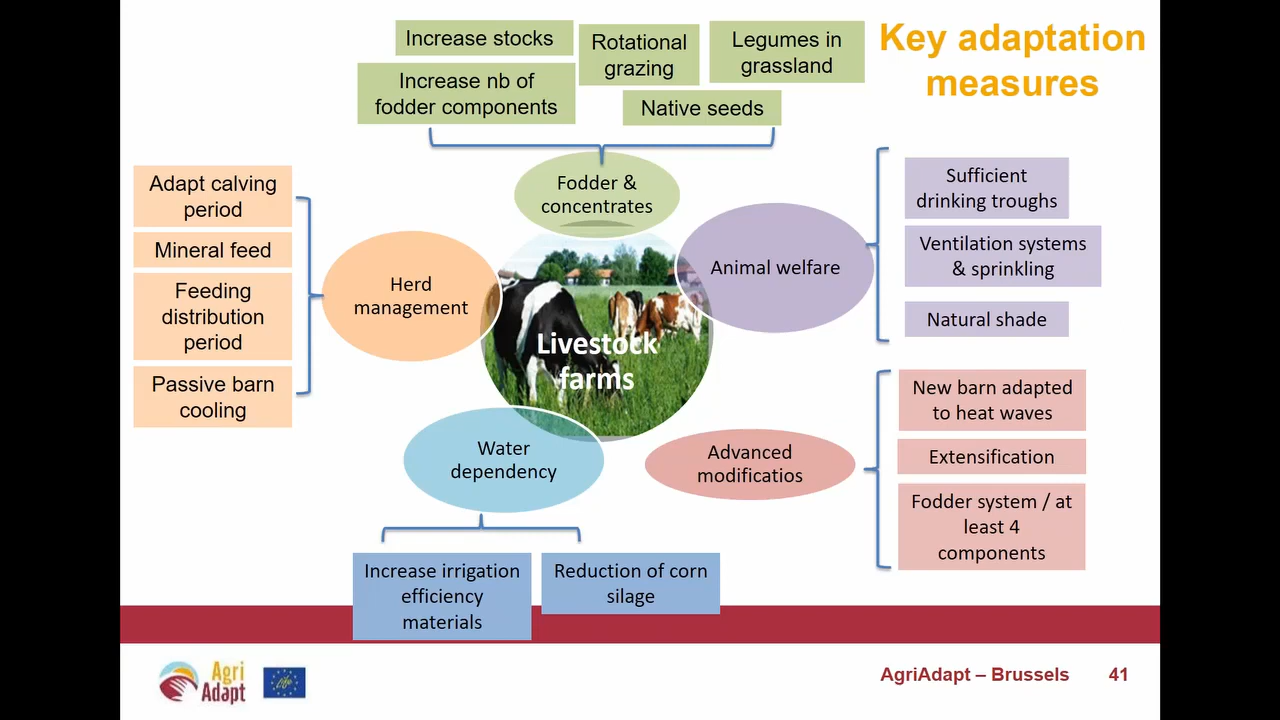 Key adaptation
measures
Increase stocks
Rotational
grazing
Legumes in
grassland
Increase nb of
fodder components
Native seeds
Fodder &
concentrates
Adapt calving
period
Mineral feed
Feeding
distribution
period
Passive barn
cooling
Herd
management
Animal welfare
Sufficient
drinking troughs
Ventilation systems
& sprinkling
Natural shade
Livestock
farms
Water
dependency
Advanced
modificatios
New barn adapted
to heat waves
Extensification
Fodder system / at
least 4
components
Increase irrigation
efficiency
materials
Reduction of corn
silage
Agri
Adapt
AgriAdapt – Brussels
41